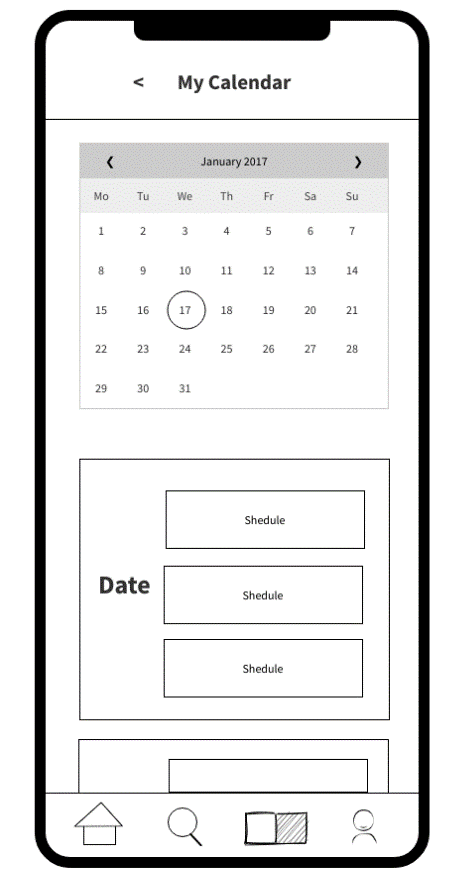 < My Calendar
❮ January 2017 ❯
Mo Tu We Th Fr Sa Su
1 2 3 4 5 6 7
8 9 10 11 12 13 14
15 16 17 18 19 20 21
22 23 24 25 26 27 28
29 30 31
Shedule
Date
Shedule
Shedule